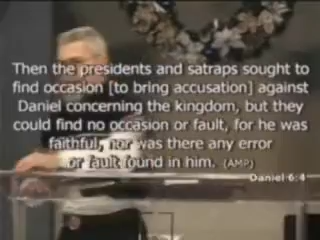 Then the presidents and satraps sought to
find occasion [to bring accusation] against
Daniel concerning the kingdom, but they
could find no occasion or fault, for he was
faithful, nor was there any error
or fault found in him. (AMP)
Daniel 6:4